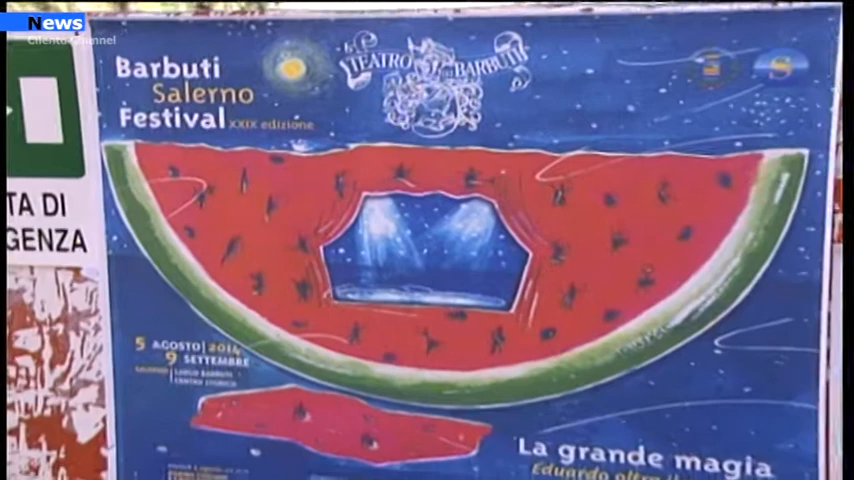 News
Cilento Channel
Barbuti
Salerno
Festival XXIX edizione
TEATRO dei BARBUTI
TA DI
GENZA
5 AGOSTO | 2014
9 SETTEMBRE
SALERNO | LARGO BARBUTI
CENTRO STORICO
La grande magia
Eduardo oltre il